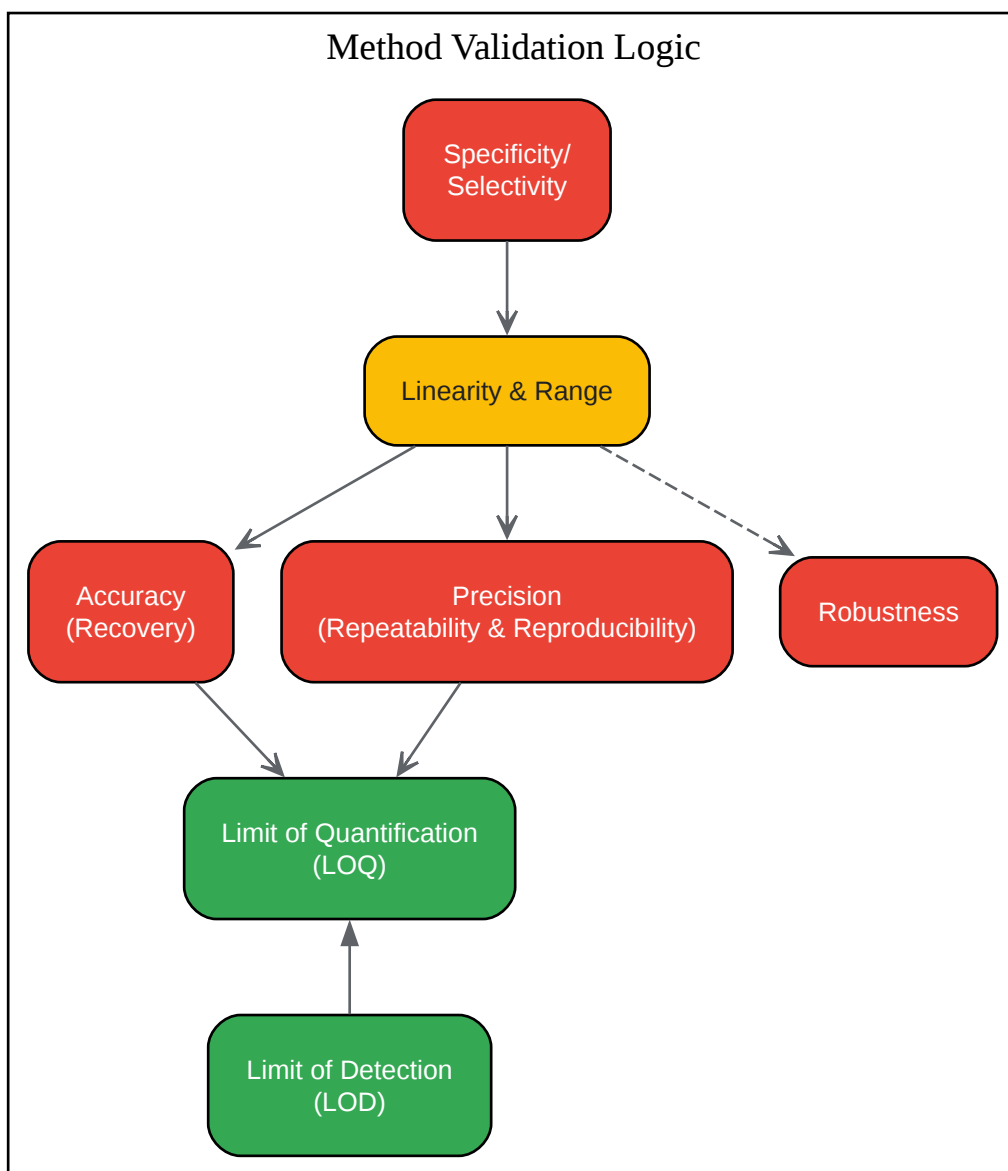 Method Validation Logic
Specificity/
Selectivity
Linearity & Range
Accuracy
(Recovery)
Precision
(Repeatability & Reproducibility)
Robustness
Limit of Quantification
(LOQ)
Limit of Detection
(LOD)